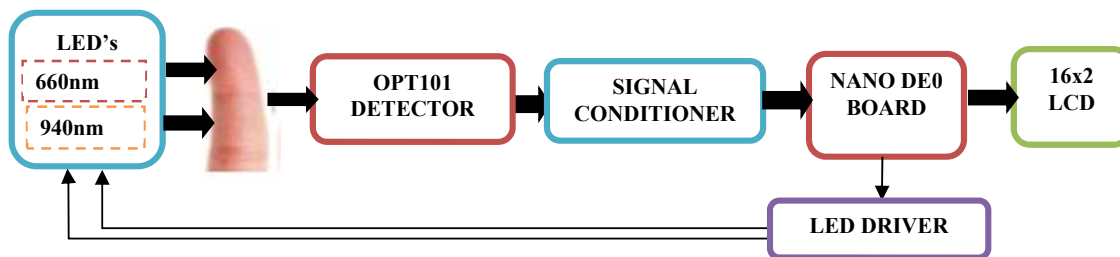 LED's
660nm
940nm
OPT101
DETECTOR
SIGNAL
CONDITIONER
NANO DE0
BOARD
16x2
LCD
LED DRIVER